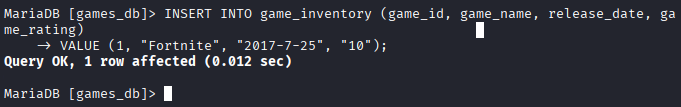 MariaDB [games_db]> INSERT INTO game_inventory (game_id, game_name, release_date, ga
me_rating)
    -> VALUE (1, "Fortnite", "2017-7-25", "10");
Query OK, 1 row affected (0.012 sec)
MariaDB [games_db]>